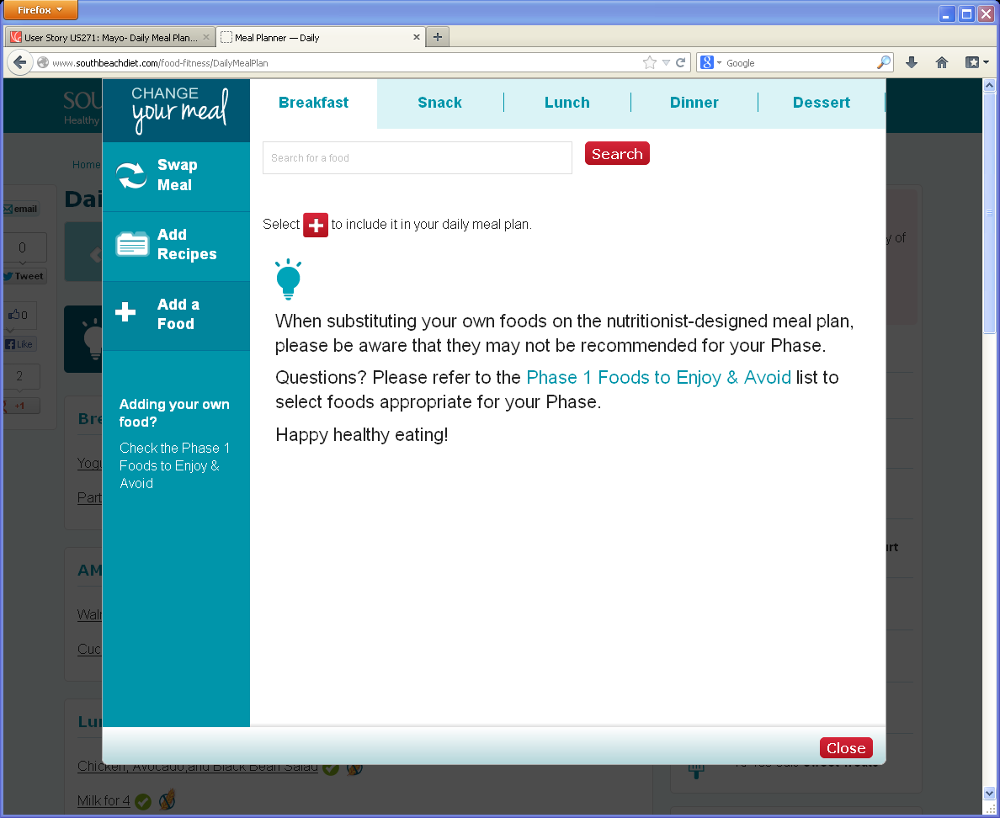 Firefox
User Story US271: Mayo- Daily Meal Plan...
Meal Planner — Daily
www.southbeachdiet.com/food-fitness/DailyMealPlan
Google
SOU
Healthy
CHANGE
your meal
Breakfast
Snack
Lunch
Dinner
Dessert
Search for a food
Search
Home
Swap
Meal
Dai
email
Select + to include it in your daily meal plan.
Add
Recipes
0
y of
Tweet
Add a
Food
0
Like
2
+1
When substituting your own foods on the nutritionist-designed meal plan,
please be aware that they may not be recommended for your Phase.
Questions? Please refer to the Phase 1 Foods to Enjoy & Avoid list to
select foods appropriate for your Phase.
Happy healthy eating!
Adding your own
food?
Check the Phase 1
Foods to Enjoy &
Avoid
Bre
Yogu
Part
AM
Waln
Cuc
urt
Lun
Chicken, Avocado,and Black Bean Salad
Milk for 4
Close